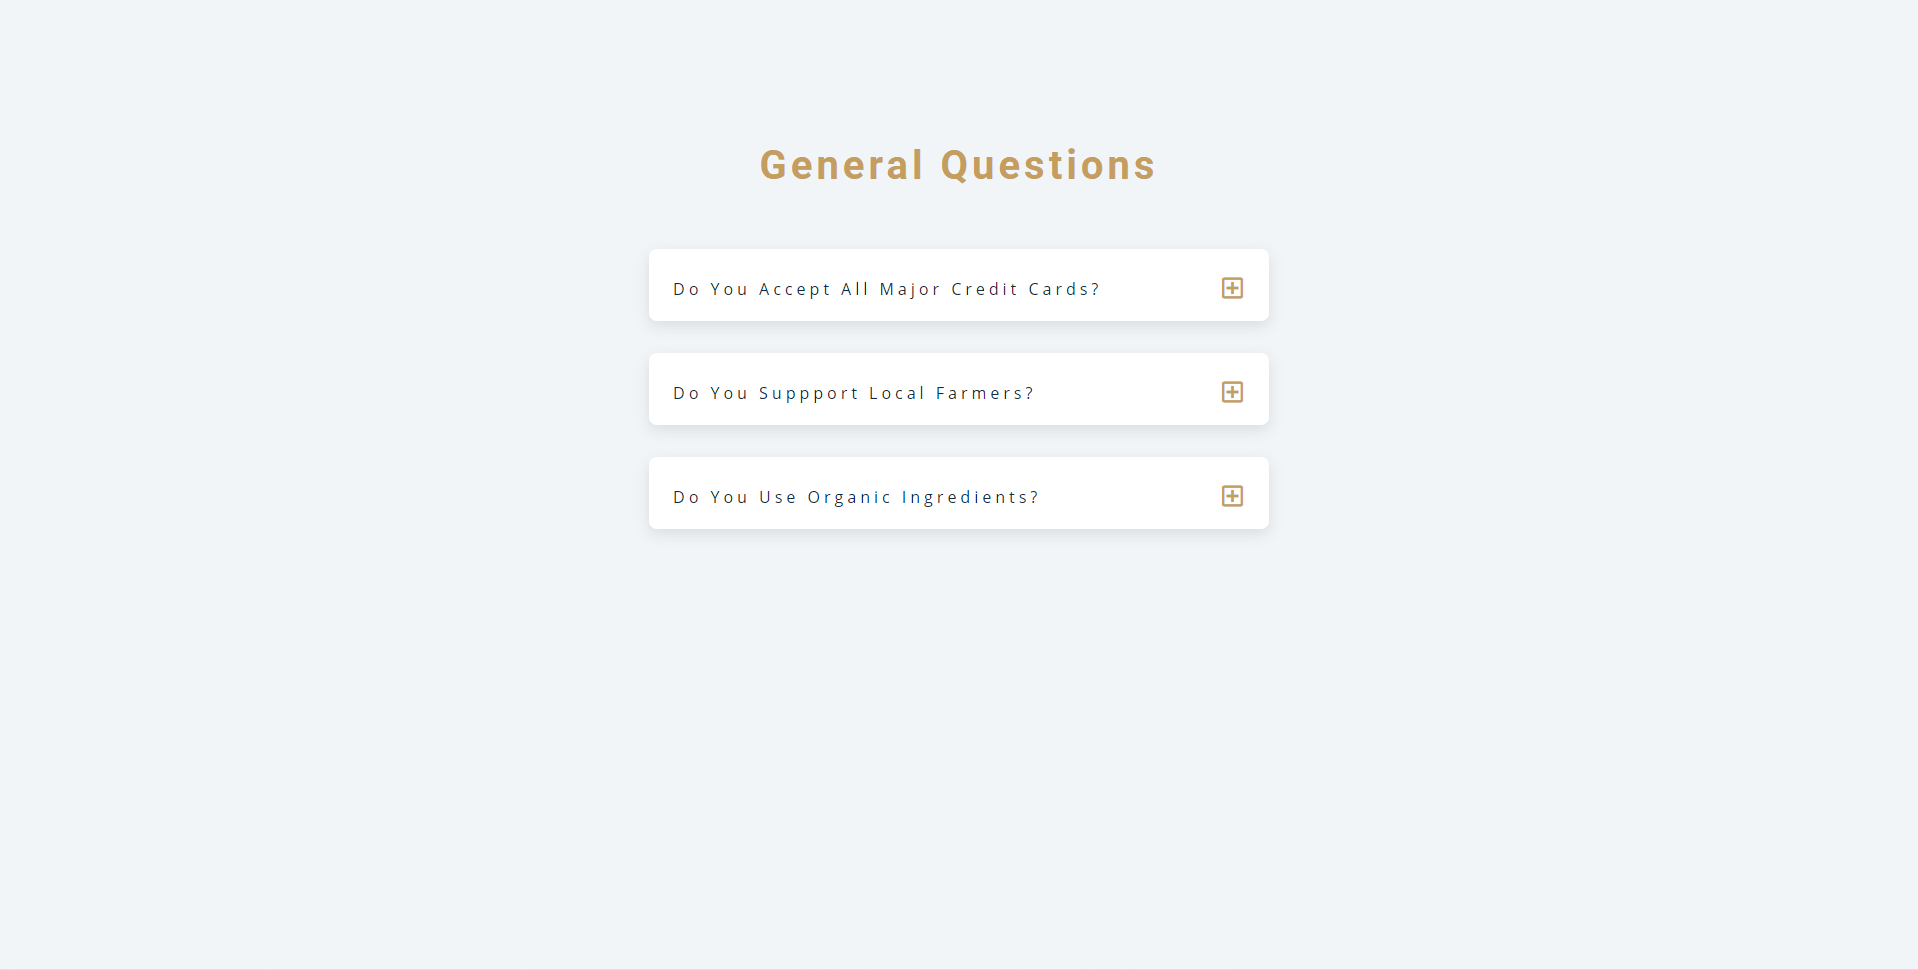 General Questions
Do You Accept All Major Credit Cards?
Do You Suppport Local Farmers?
Do You Use Organic Ingredients?